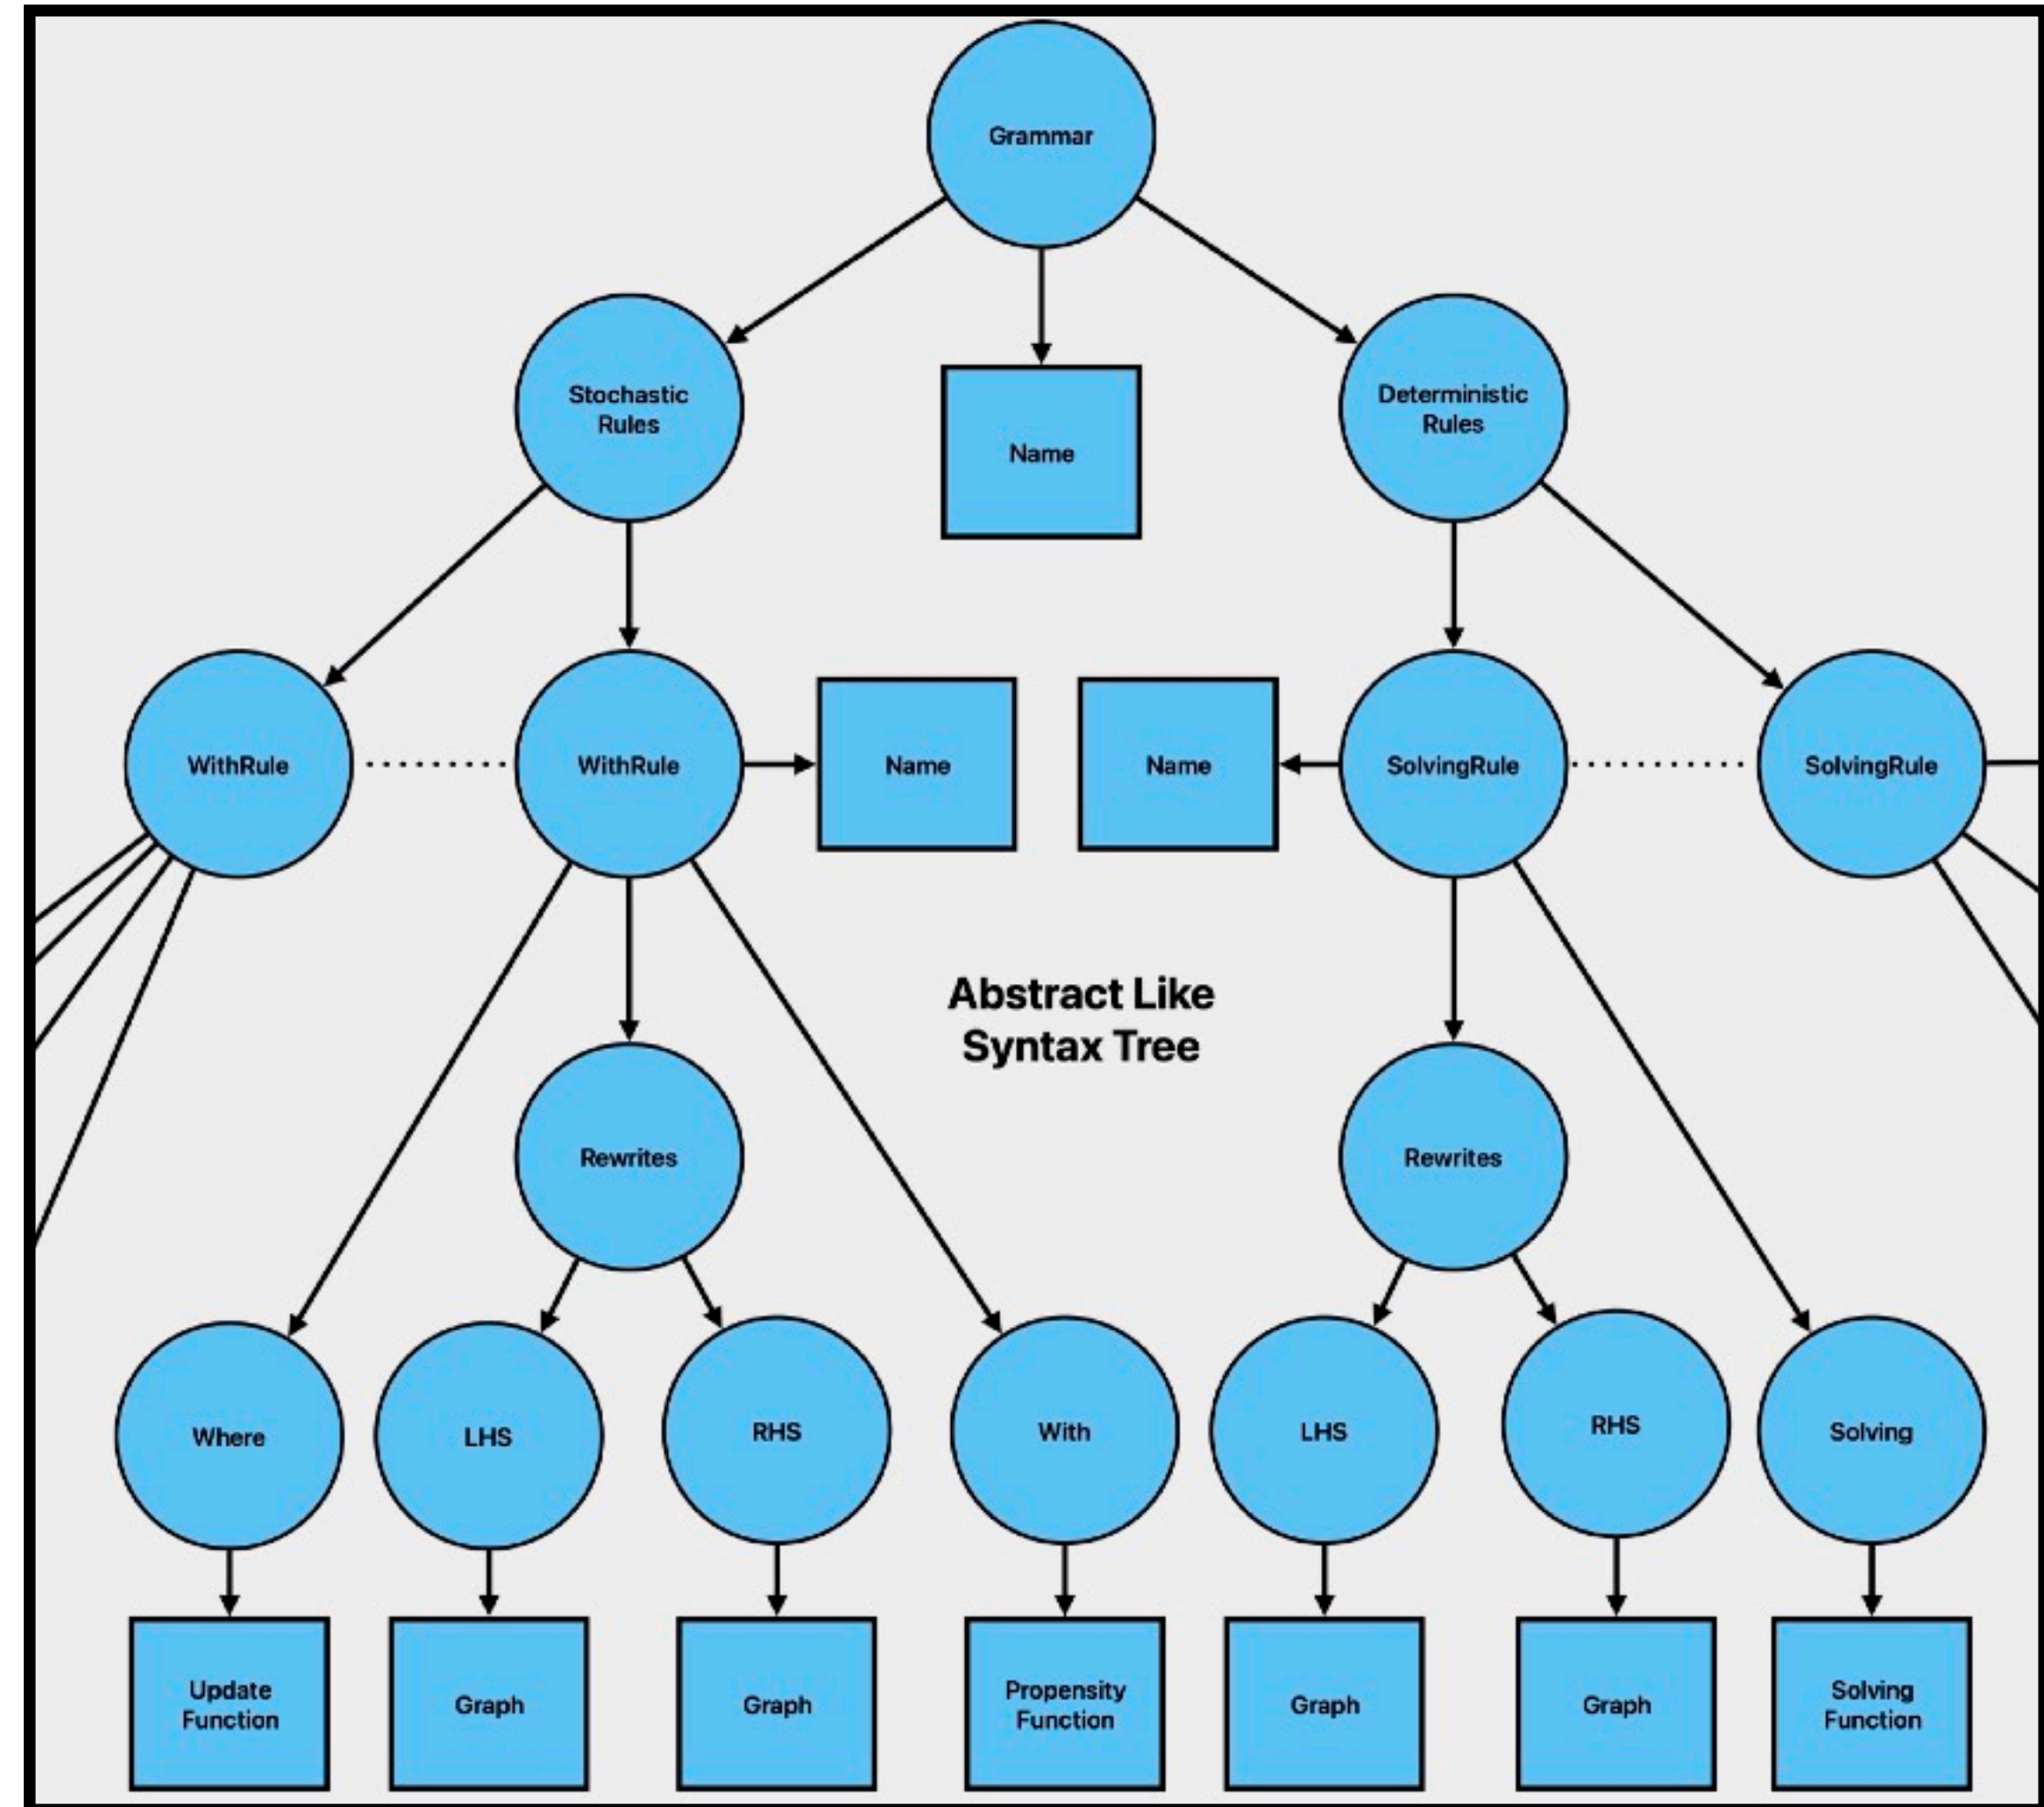 Grammar
Stochastic
Rules
Deterministic
Rules
Name
WithRule
WithRule
Name
Name
SolvingRule
SolvingRule
Abstract Like
Syntax Tree
Rewrites
Rewrites
Where
LHS
RHS
With
LHS
RHS
Solving
Update
Function
Graph
Graph
Propensity
Function
Graph
Graph
Solving
Function